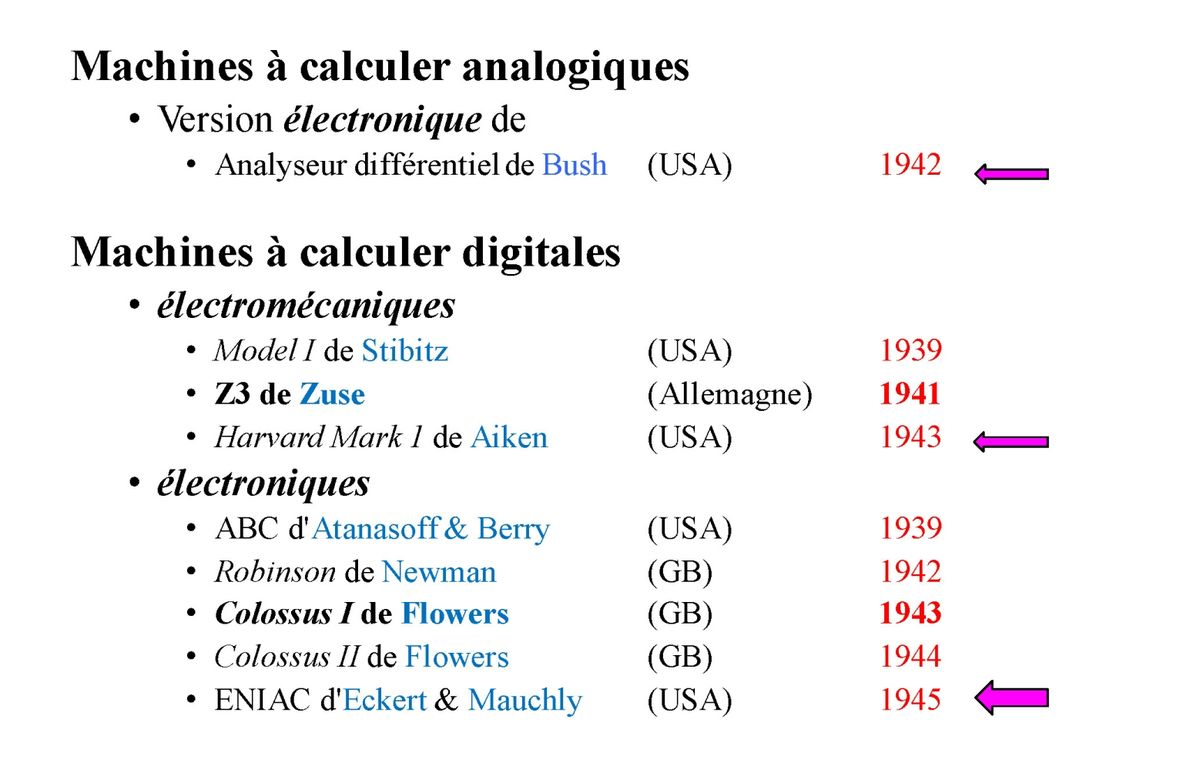 Machines à calculer analogiques
• Version électronique de
• Analyseur différentiel de Bush (USA) 1942
Machines à calculer digitales
• électromécaniques
• Model I de Stibitz (USA) 1939
• Z3 de Zuse (Allemagne) 1941
• Harvard Mark 1 de Aiken (USA) 1943
• électroniques
• ABC d'Atanasoff & Berry (USA) 1939
• Robinson de Newman (GB) 1942
• Colossus I de Flowers (GB) 1943
• Colossus II de Flowers (GB) 1944
• ENIAC d'Eckert & Mauchly (USA) 1945